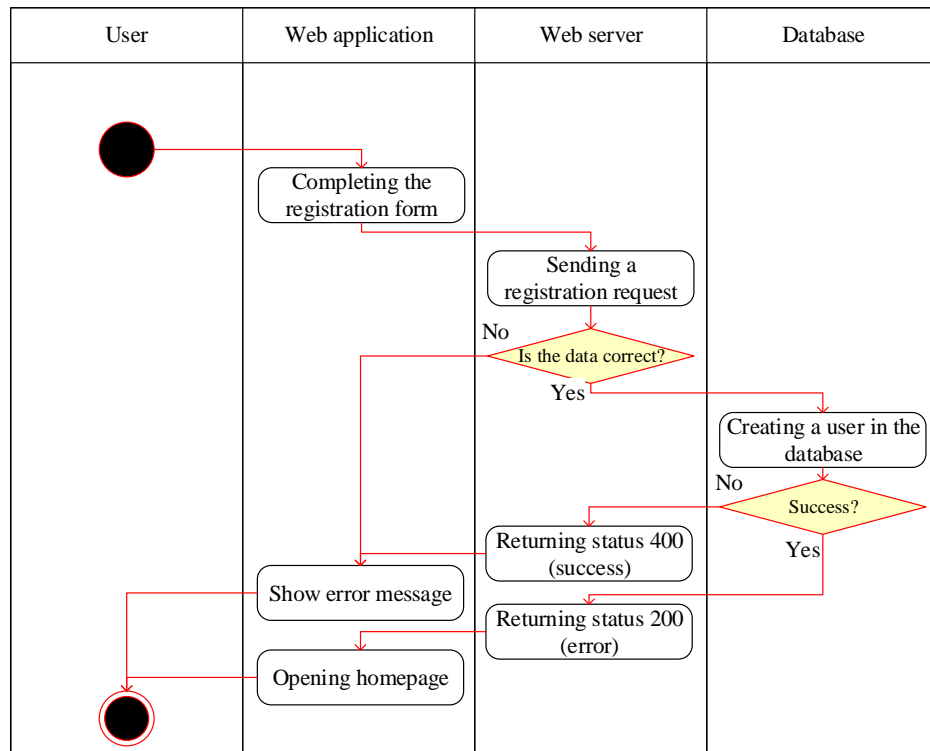 User
Web application
Web server
Database
Completing the
registration form
Sending a
registration request
No
Is the data correct?
Yes
Creating a user in the
database
No
Success?
Yes
Returning status 400
(success)
Show error message
Returning status 200
(error)
Opening homepage